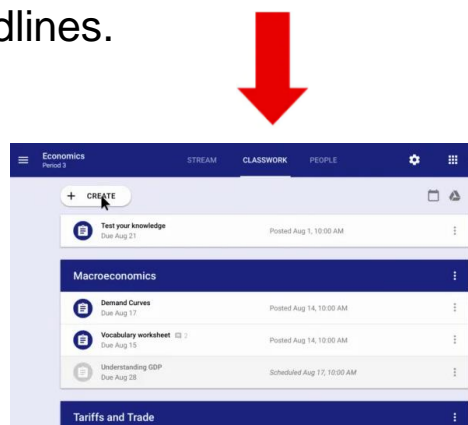 dlines.
Economics STREAM CLASSWORK PEOPLE
Period 3
+ CREATE
Test your knowledge Posted Aug 1, 10:00 AM
Due Aug 21
Macroeconomics
Demand Curves Posted Aug 14, 10:00 AM
Due Aug 17
Vocabulary worksheet 2 Posted Aug 14, 10:00 AM
Due Aug 15
Understanding GDP Scheduled Aug 17, 10:00 AM
Due Aug 28
Tariffs and Trade